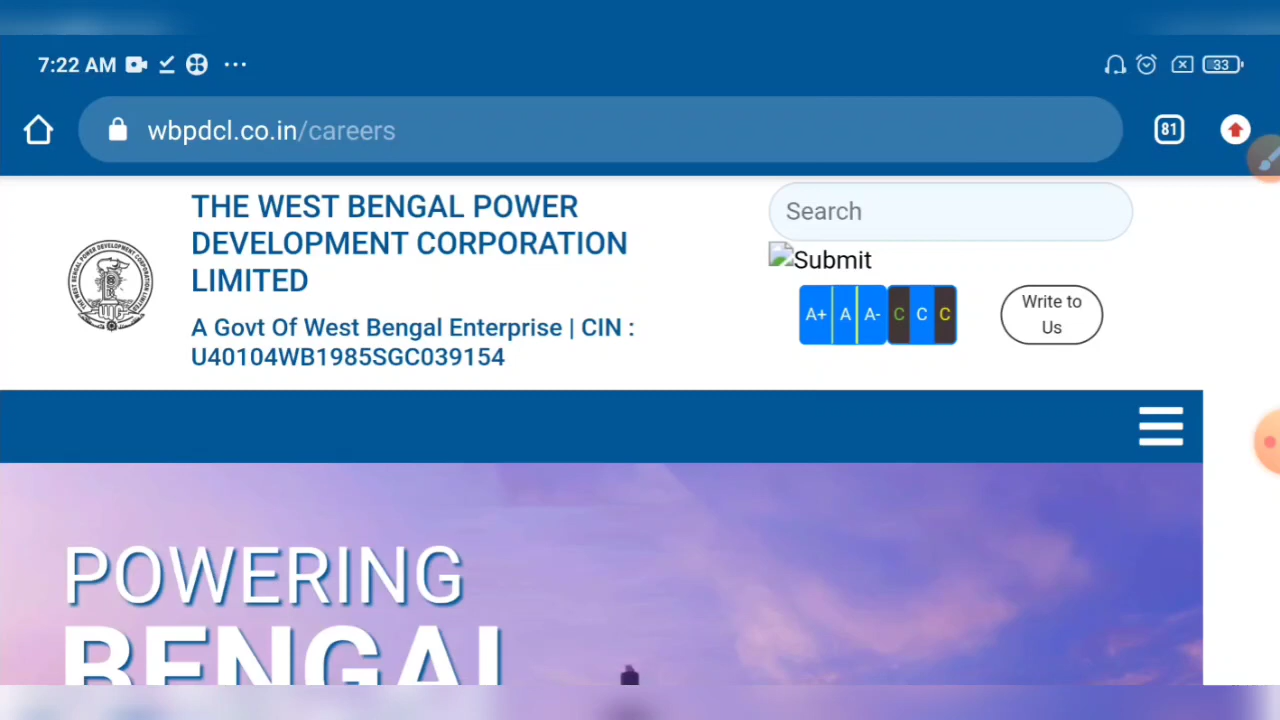 7:22 AM
33
wbpdcl.co.in/careers
81
THE WEST BENGAL POWER
DEVELOPMENT CORPORATION
LIMITED
A Govt Of West Bengal Enterprise | CIN :
U40104WB1985SGC039154
Search
Submit
A+ A A- C C C
Write to
Us
POWERING
BENGAL